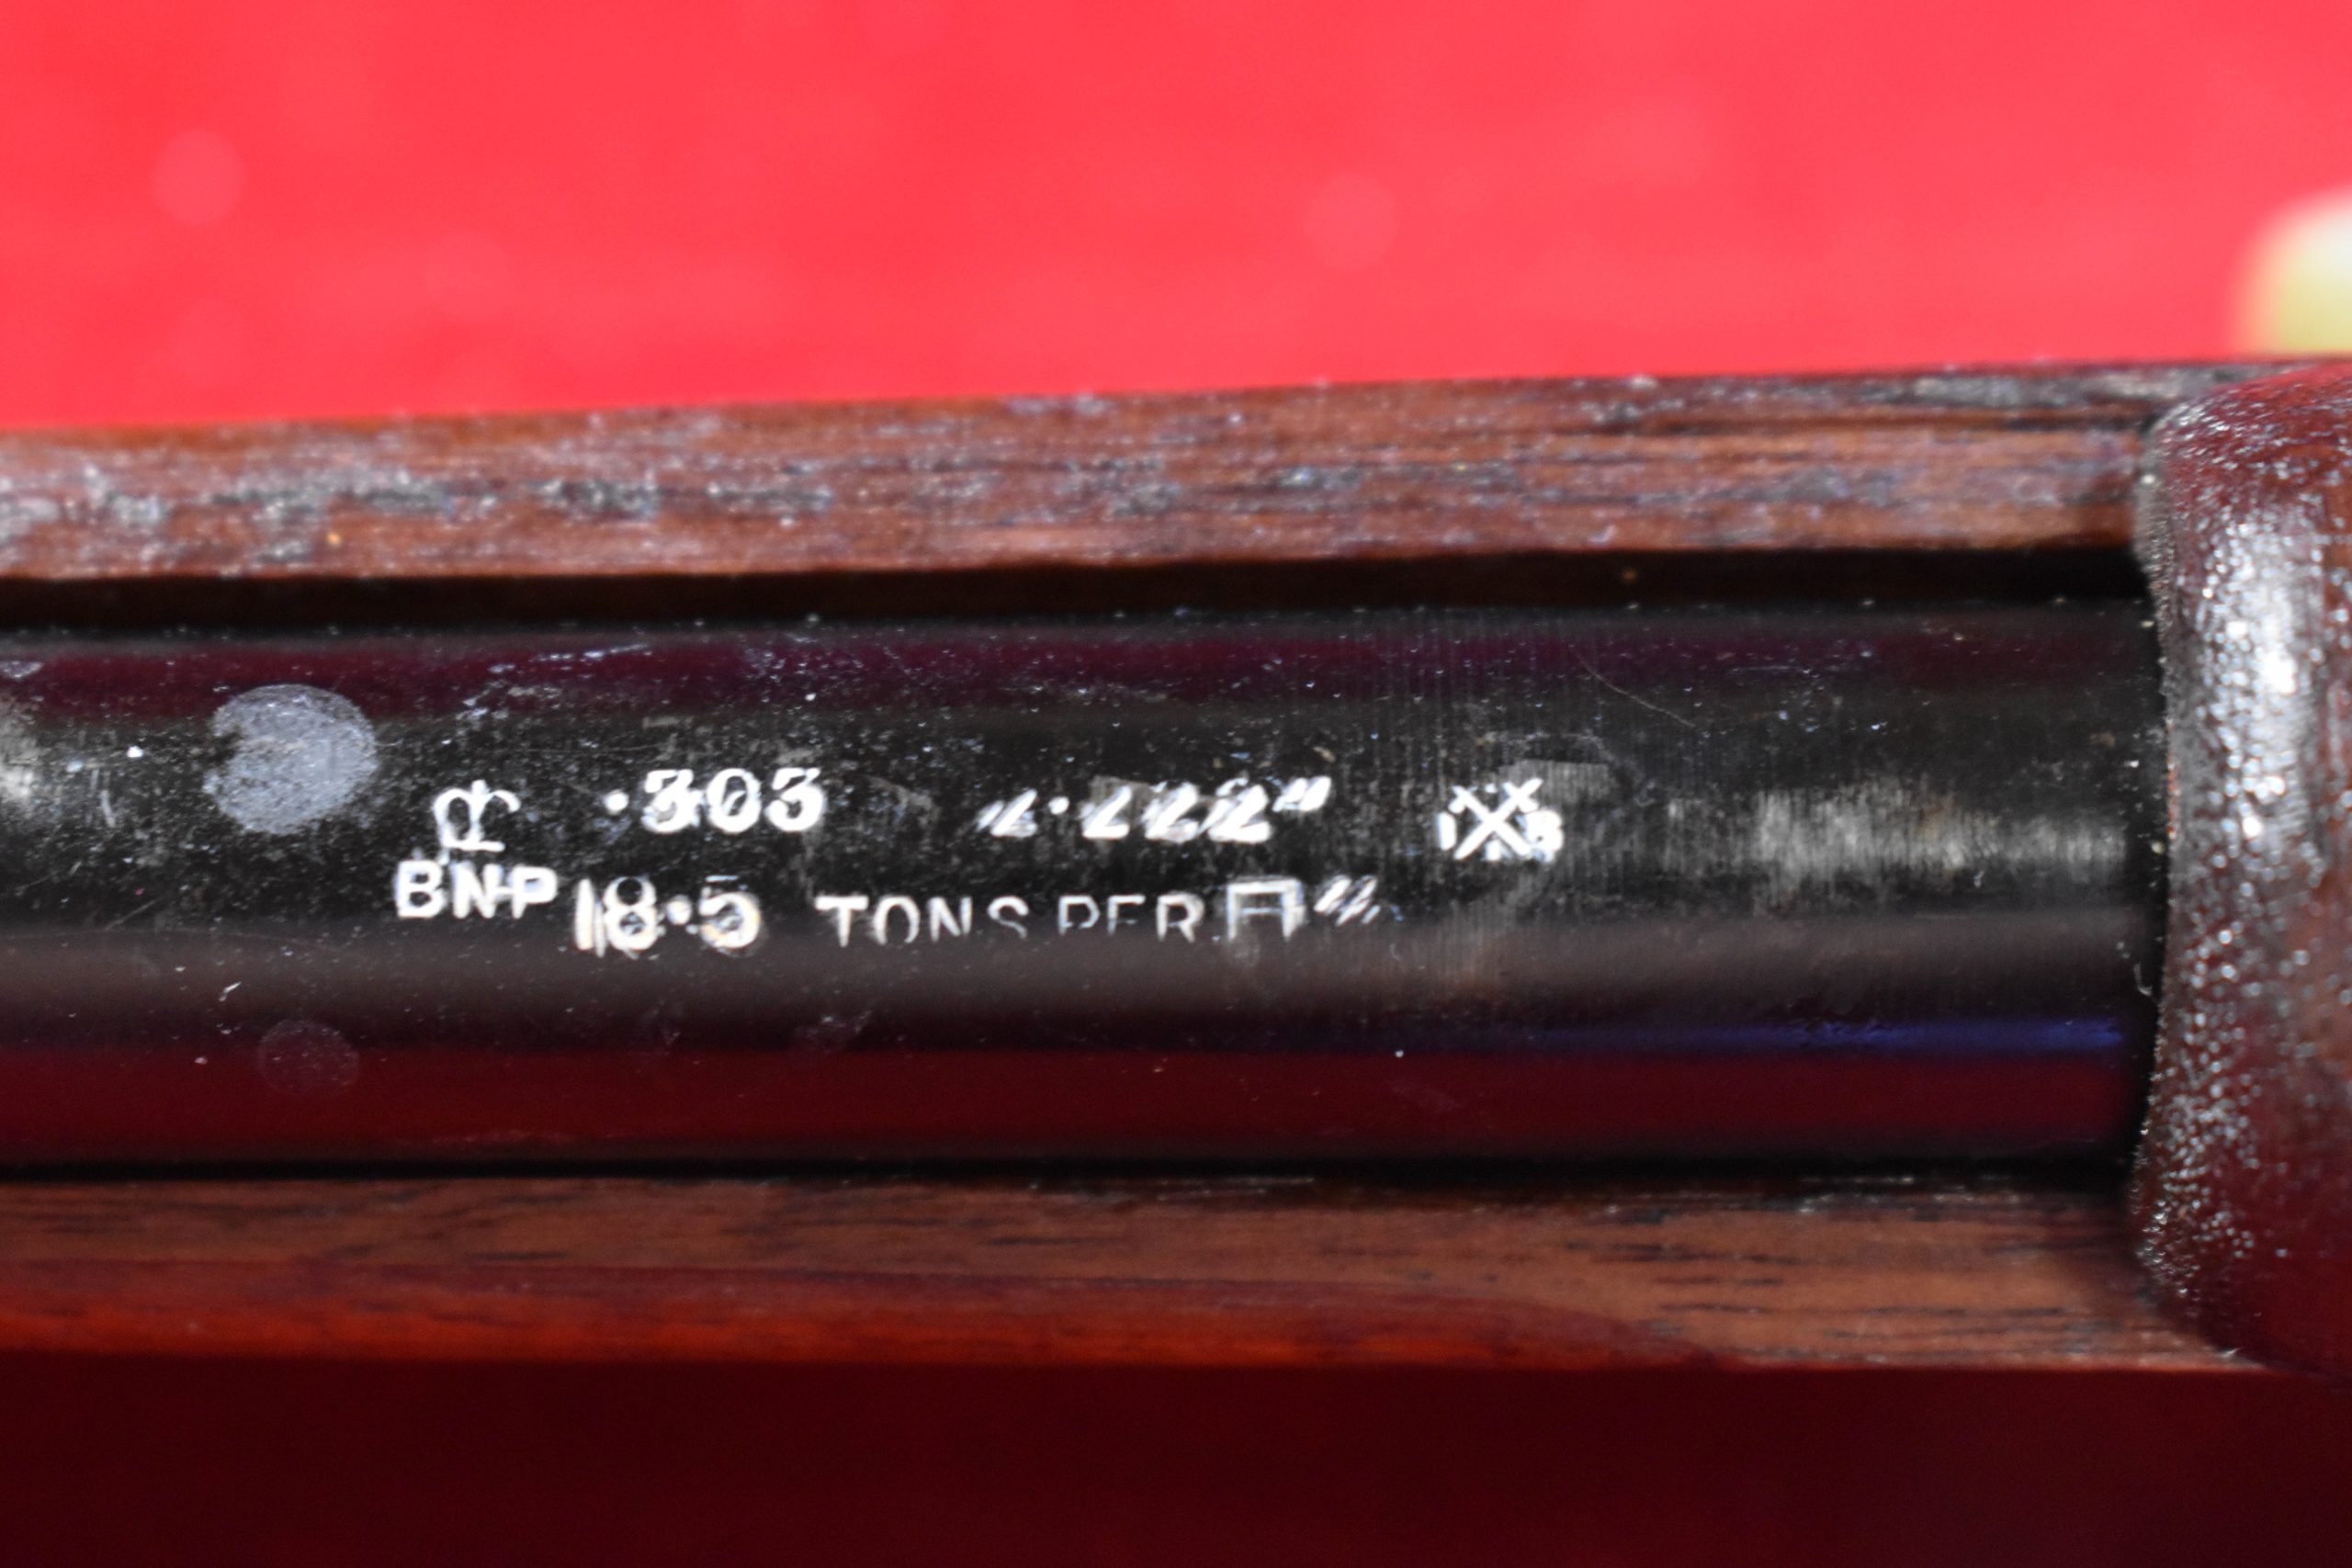 .303 2.222"
BNP 18.5 TONS PER □"